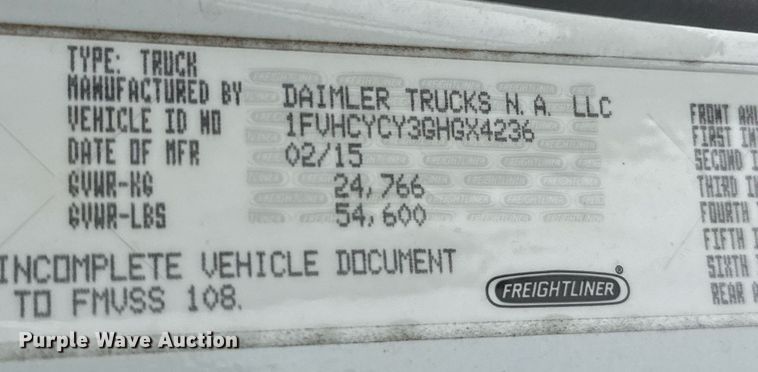 TYPE: TRUCK
MANUFACTURED BY DAIMLER TRUCKS N. A. LLC
VEHICLE ID NO 1FVHCYCY3GHGX4236
DATE OF MFR 02/15
GVWR-KG 24,766
GVWR-LBS 54,600
INCOMPLETE VEHICLE DOCUMENT
TO FMVSS 108.
FREIGHTLINER®
FRONT
FIRST
SECOND
THIRD
FOURTH
FIFTH
SIXTH
REAR
Purple Wave Auction